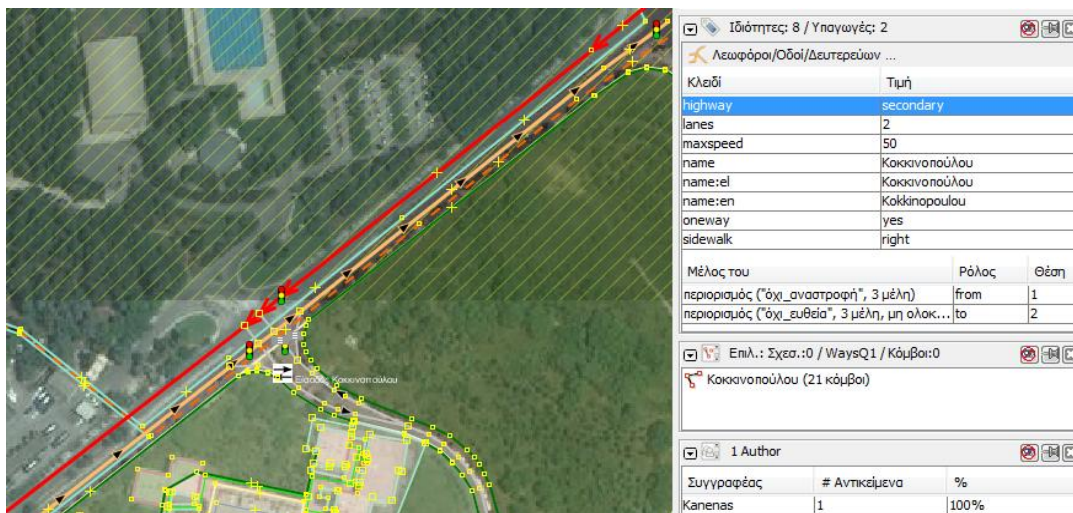 Ιδιότητες: 8 / Υπαγωγές: 2
Λεωφόροι/Οδοί/Δευτερεύων ...
Κλειδί Τιμή
highway secondary
lanes 2
maxspeed 50
name Κοκκινοπούλου
name:el Κοκκινοπούλου
name:en Kokkinopoulou
oneway yes
sidewalk right
Μέλος του Ρόλος Θέση
περιορισμός ("όχι_αναστροφή", 3 μέλη) from 1
περιορισμός ("όχι_ευθεία", 3 μέλη, μη ολοκ... to 2
Επιλ.: Σχεσ.:0 / WaysQ1 / Κόμβοι:0
Κοκκινοπούλου (21 κόμβοι)
1 Author
Συγγραφέας # Αντικείμενα %
Kanenas 1 100%
Είσοδος Κοκκινοπούλου